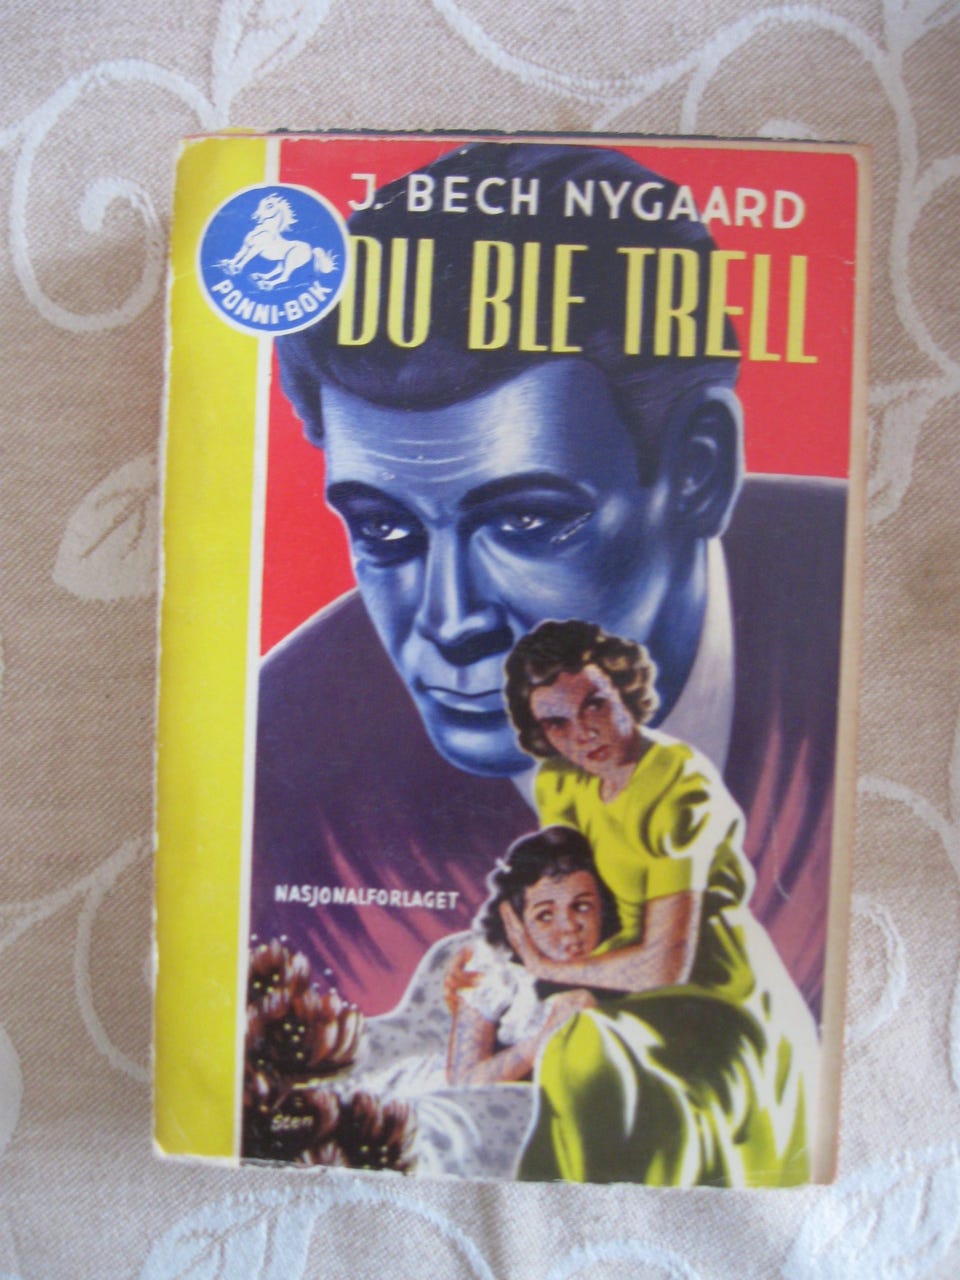 J. BECH NYGAARD
DU BLE TRELL
PONNI-BOK
NASJONALFORLAGET
Sten